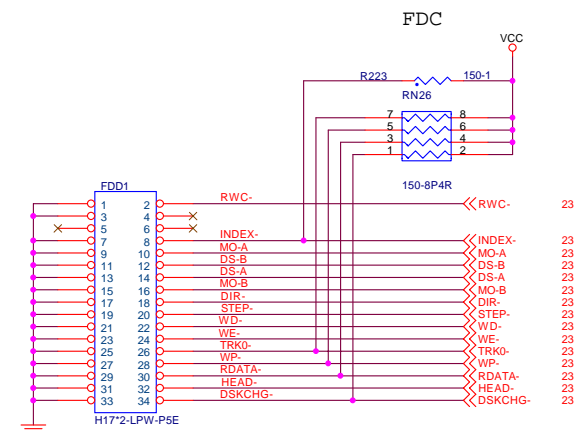 FDC
VCC
R223 150-1
RN26
7 8
5 6
3 4
1 2
150-8P4R
FDD1
1 2 RWC- RWC- 23
3 4
5 6
7 8 INDEX- INDEX- 23
9 10 MO-A MO-A 23
11 12 DS-B DS-B 23
13 14 DS-A DS-A 23
15 16 MO-B MO-B 23
17 18 DIR- DIR- 23
19 20 STEP- STEP- 23
21 22 WD- WD- 23
23 24 WE- WE- 23
25 26 TRK0- TRK0- 23
27 28 WP- WP- 23
29 30 RDATA- RDATA- 23
31 32 HEAD- HEAD- 23
33 34 DSKCHG- DSKCHG- 23
H17*2-LPW-P5E